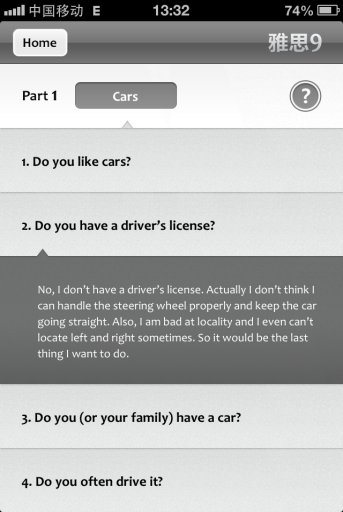 中国移动 E 13:32 74%
Home 雅思9
Part 1 Cars ?
1. Do you like cars?
2. Do you have a driver's license?
No, I don't have a driver's license. Actually I don't think I
can handle the steering wheel properly and keep the car
going straight. Also, I am bad at locality and I even can't
locate left and right sometimes. So it would be the last
thing I want to do.
3. Do you (or your family) have a car?
4. Do you often drive it?